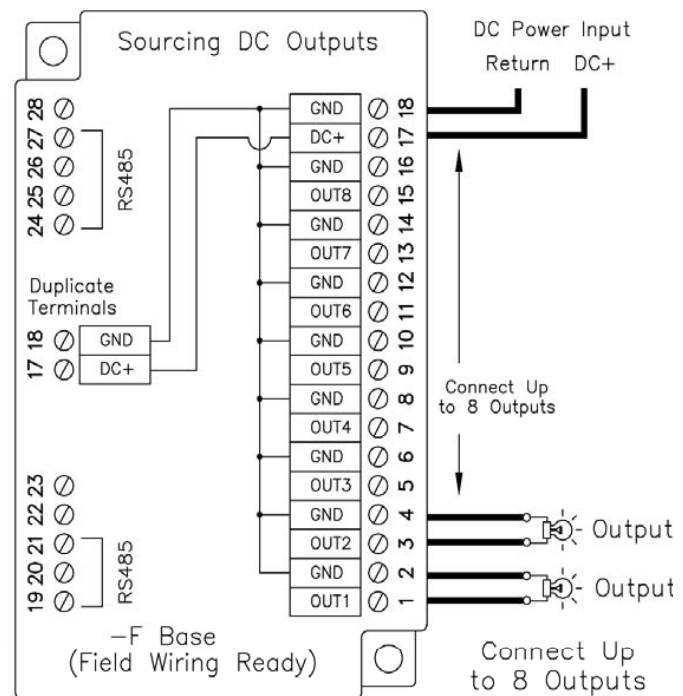 Sourcing DC Outputs
DC Power Input
Return DC+
28
27
26
25
24
RS485
Duplicate
Terminals
18 GND
17 DC+
23
22
21
20
19
RS485
GND 18
DC+ 17
GND 16
OUT8 15
GND 14
OUT7 13
GND 12
OUT6 11
GND 10
OUT5 9
GND 8
OUT4 7
GND 6
OUT3 5
GND 4
OUT2 3
GND 2
OUT1 1
Connect Up
to 8 Outputs
Output
Output
-F Base
(Field Wiring Ready)
Connect Up
to 8 Outputs